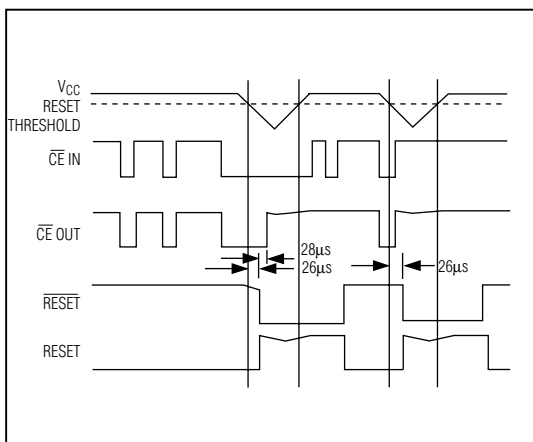 VCC
RESET
THRESHOLD
CE IN
CE OUT
28µs
26µs
26µs
RESET
RESET